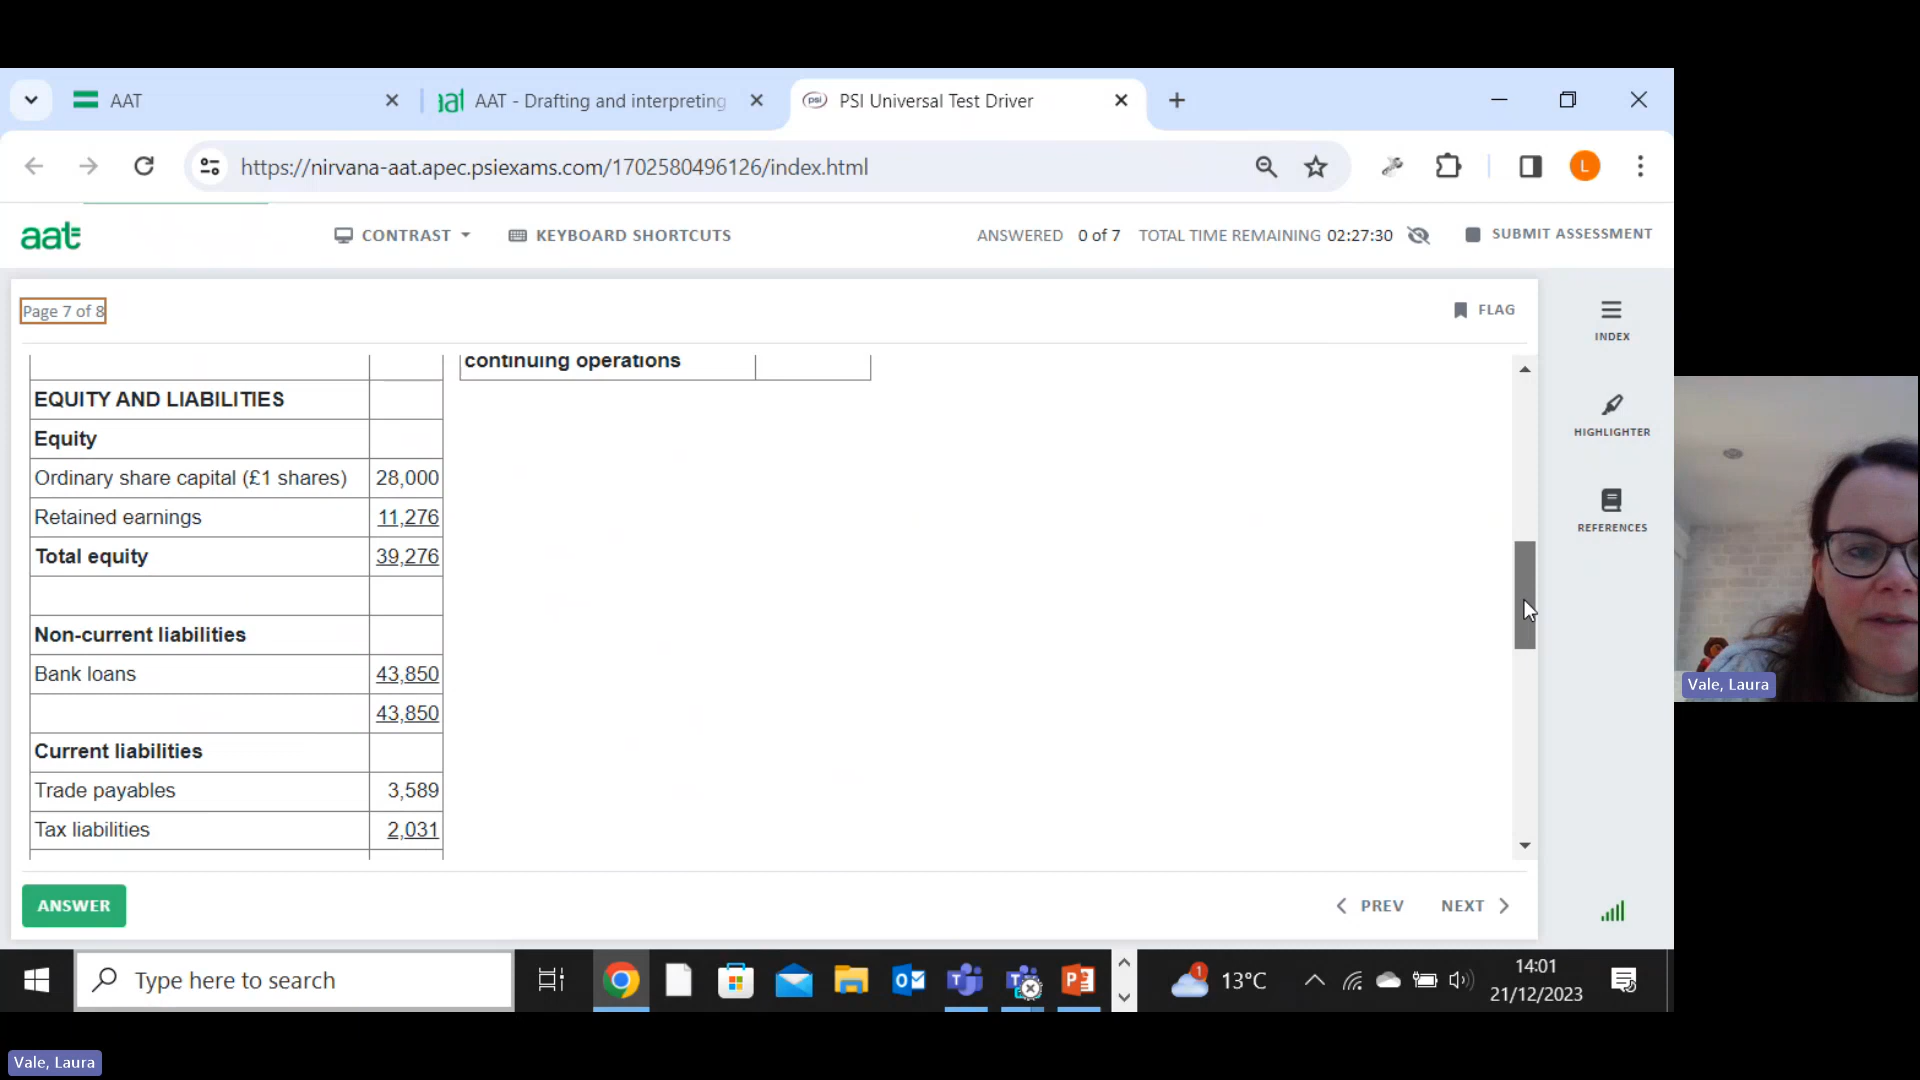 AAT
aat AAT - Drafting and interpreting
psi PSI Universal Test Driver
https://nirvana-aat.apec.psiexams.com/1702580496126/index.html
L
aat
CONTRAST
KEYBOARD SHORTCUTS
ANSWERED 0 of 7 TOTAL TIME REMAINING 02:27:30
SUBMIT ASSESSMENT
Page 7 of 8
FLAG
INDEX
HIGHLIGHTER
REFERENCES
continuing operations
EQUITY AND LIABILITIES
Equity
Ordinary share capital (£1 shares) 28,000
Retained earnings 11,276
Total equity 39,276
Non-current liabilities
Bank loans 43,850
43,850
Current liabilities
Trade payables 3,589
Tax liabilities 2,031
ANSWER
PREV
NEXT
Vale, Laura
Type here to search
1
13°C
14:01
21/12/2023
Vale, Laura